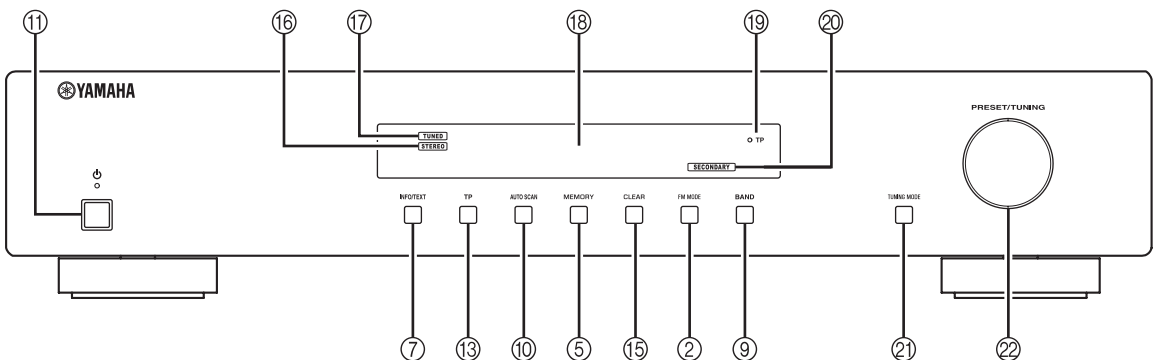 ⑪ ⑯ ⑰ ⑱ ⑲ ⑳
YAMAHA
PRESET/TUNING
TUNED
STEREO
TP
SECONDARY
INFO/TEXT TP AUTO SCAN MEMORY CLEAR FM MODE BAND TUNING MODE
⑦ ⑬ ⑩ ⑤ ⑮ ② ⑨ ㉑ ㉒